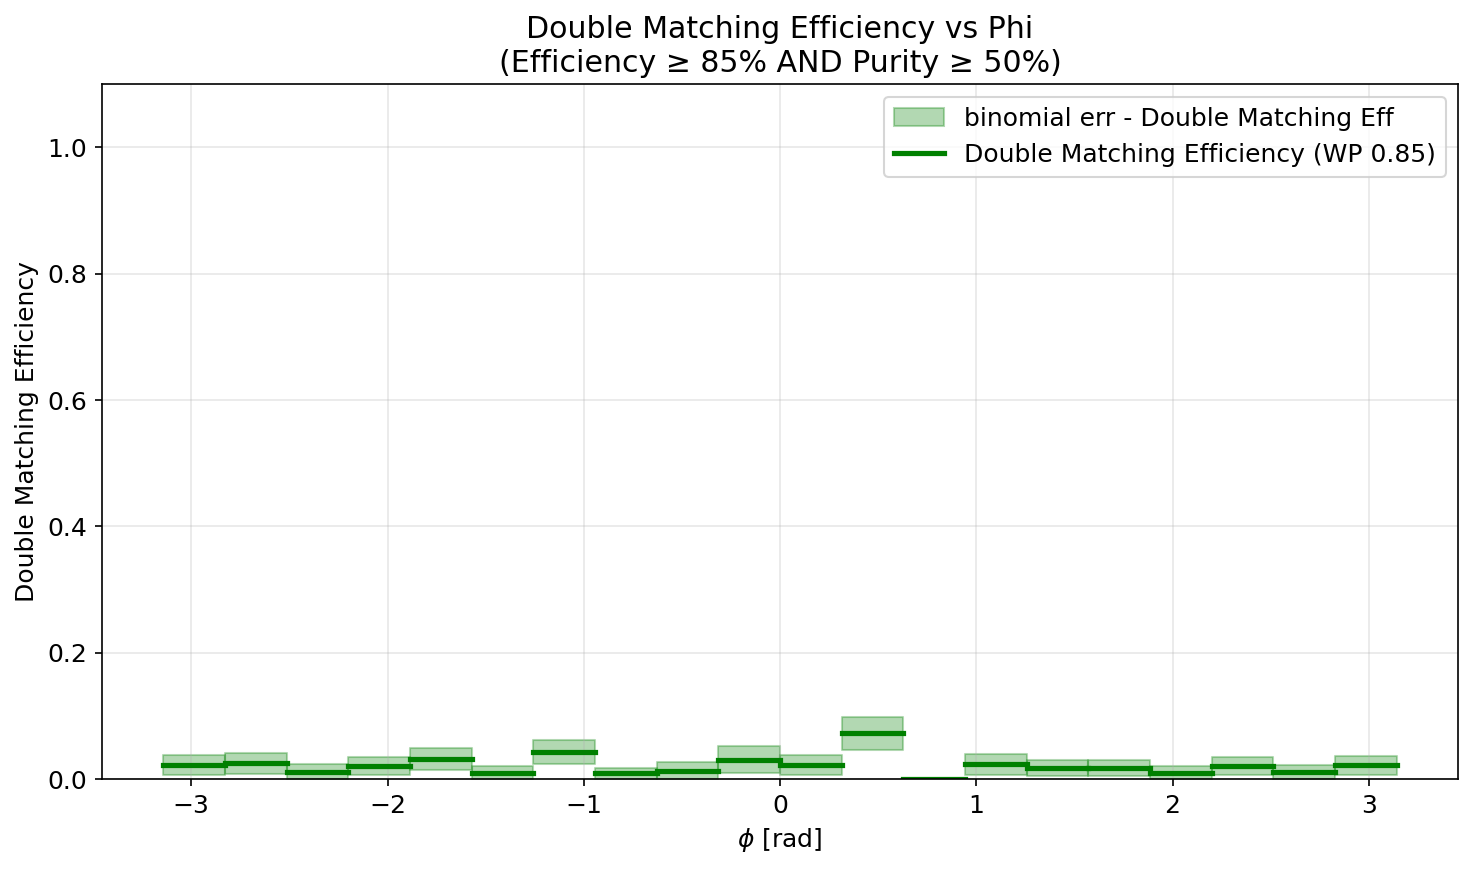 Double Matching Efficiency vs Phi
(Efficiency ≥ 85% AND Purity ≥ 50%)
binomial err - Double Matching Eff
Double Matching Efficiency (WP 0.85)
Double Matching Efficiency
1.0
0.8
0.6
0.4
0.2
0.0
−3
−2
−1
0
1
2
3
ϕ [rad]